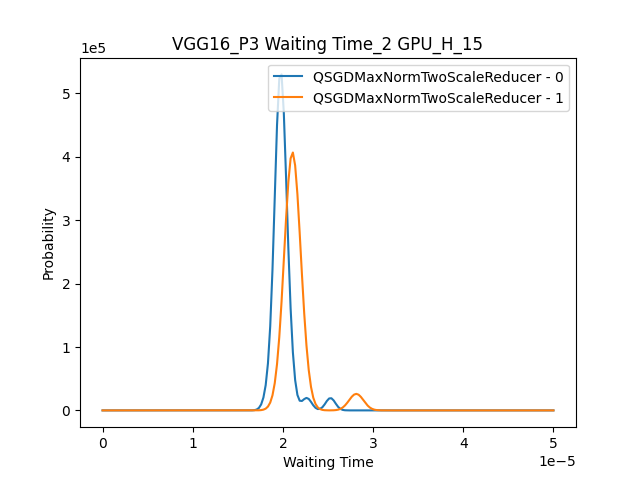 VGG16_P3 Waiting Time_2 GPU_H_15
1e5
QSGDMaxNormTwoScaleReducer - 0
QSGDMaxNormTwoScaleReducer - 1
5
4
3
2
1
0
Probability
0 1 2 3 4 5
1e−5
Waiting Time